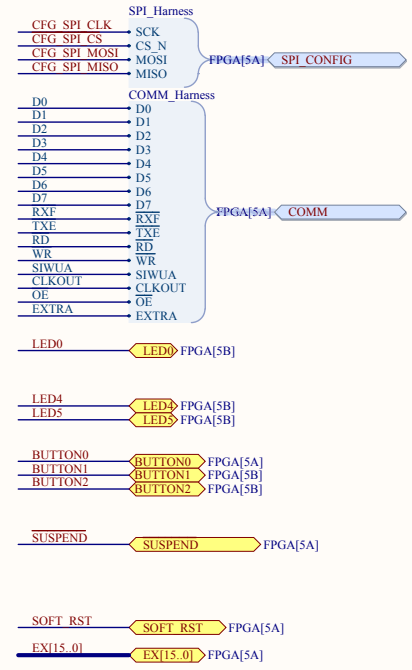 SPI_Harness
CFG_SPI_CLK SCK
CFG_SPI_CS CS_N
CFG_SPI_MOSI MOSI FPGA[5A] SPI_CONFIG
CFG_SPI_MISO MISO
COMM_Harness
D0 D0
D1 D1
D2 D2
D3 D3
D4 D4
D5 D5
D6 D6
D7 D7
RXF RXF FPGA[5A] COMM
TXE TXE
RD RD
WR WR
SIWUA SIWUA
CLKOUT CLKOUT
OE OE
EXTRA EXTRA
LED0 LED0 FPGA[5B]
LED4 LED4 FPGA[5B]
LED5 LED5 FPGA[5B]
BUTTON0 BUTTON0 FPGA[5A]
BUTTON1 BUTTON1 FPGA[5B]
BUTTON2 BUTTON2 FPGA[5B]
SUSPEND SUSPEND FPGA[5A]
SOFT_RST SOFT_RST FPGA[5A]
EX[15..0] EX[15..0] FPGA[5A]